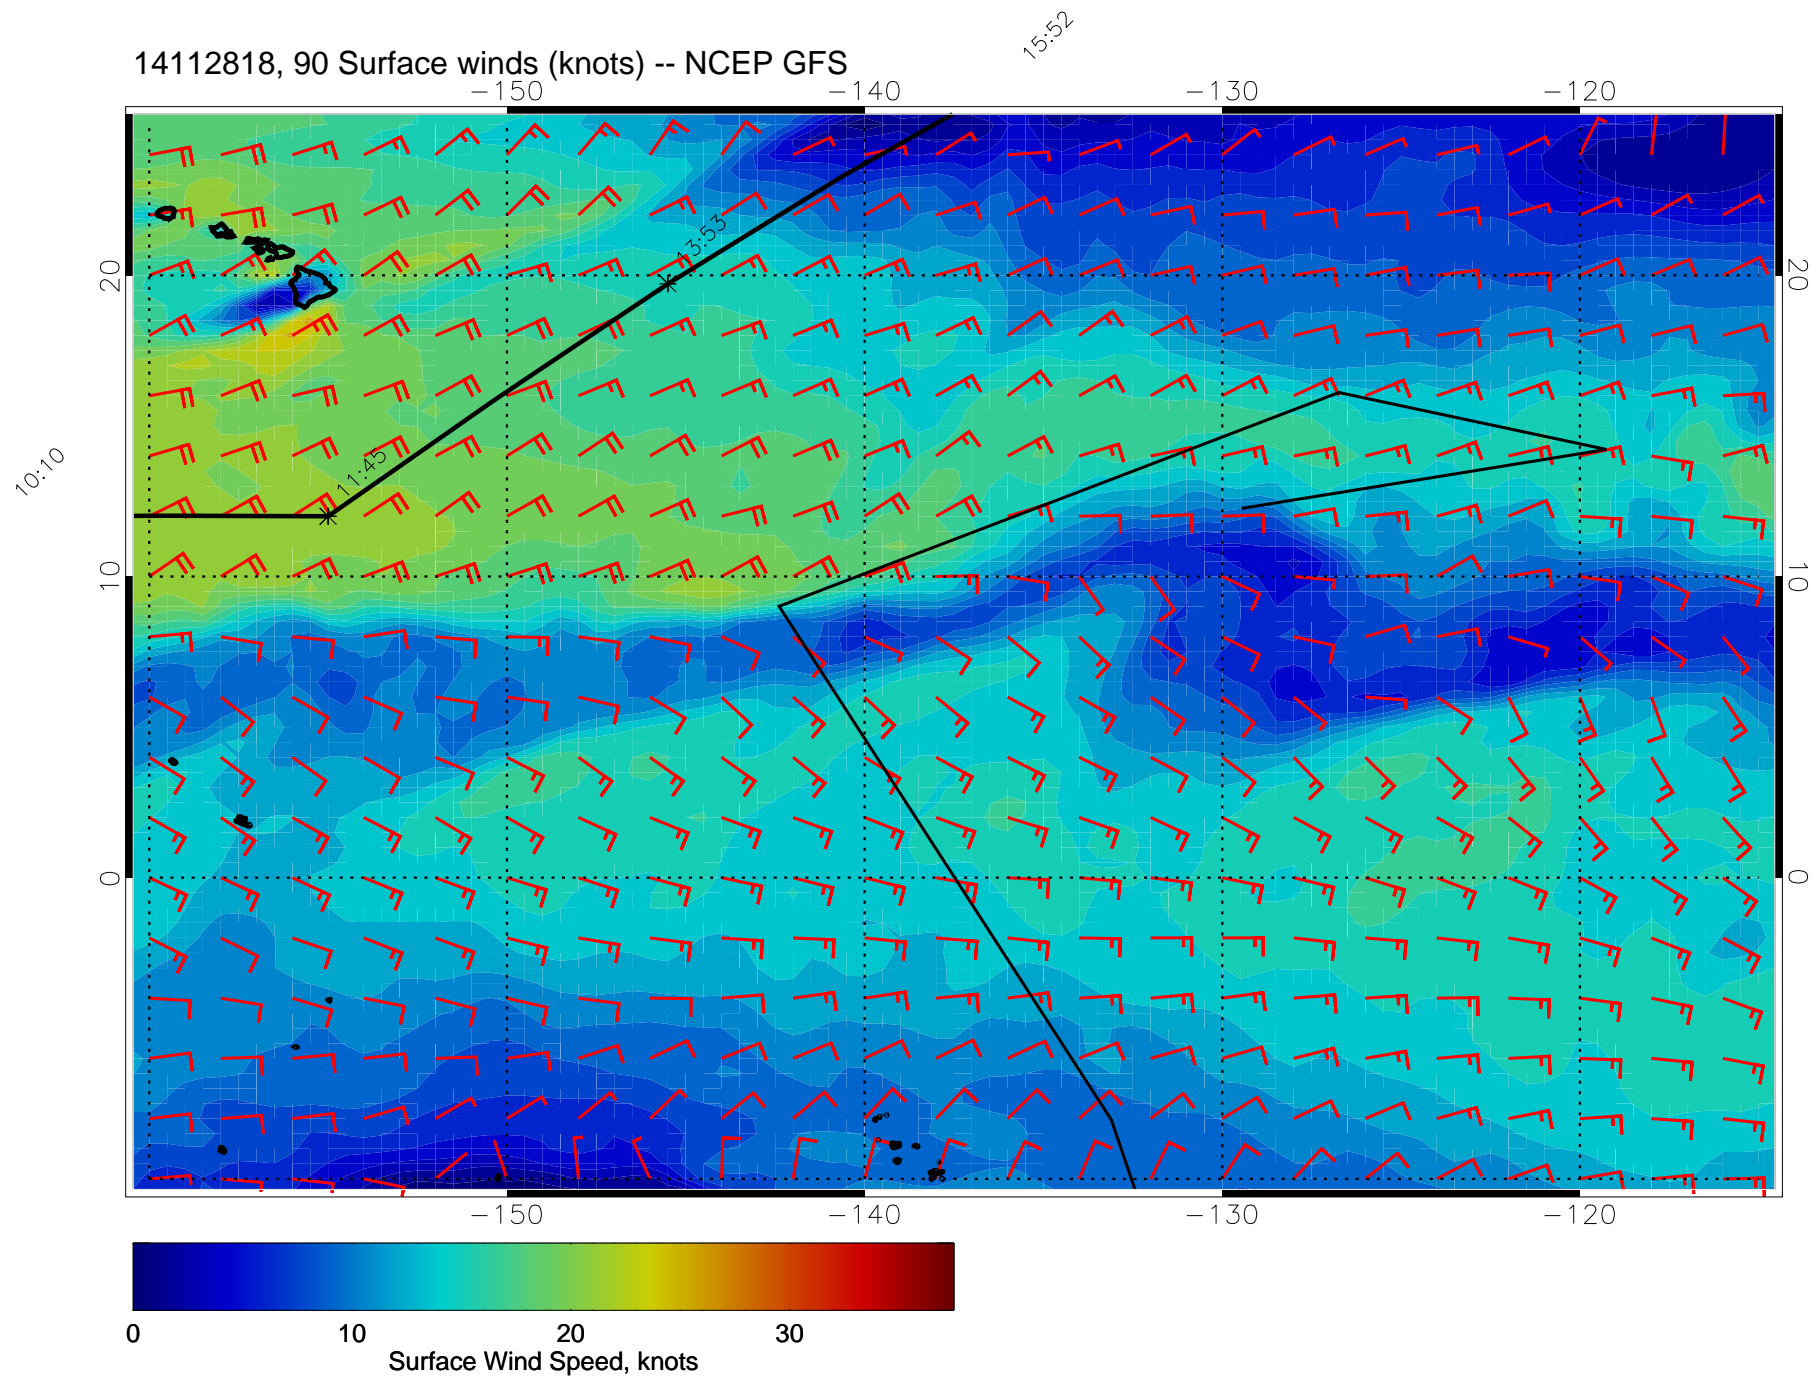 15:52
14112818, 90 Surface winds (knots) -- NCEP GFS
-150 -140 -130 -120
13:53
20 20
11:45
10:10
10 10
0 0
-150 -140 -130 -120
0 10 20 30
Surface Wind Speed, knots